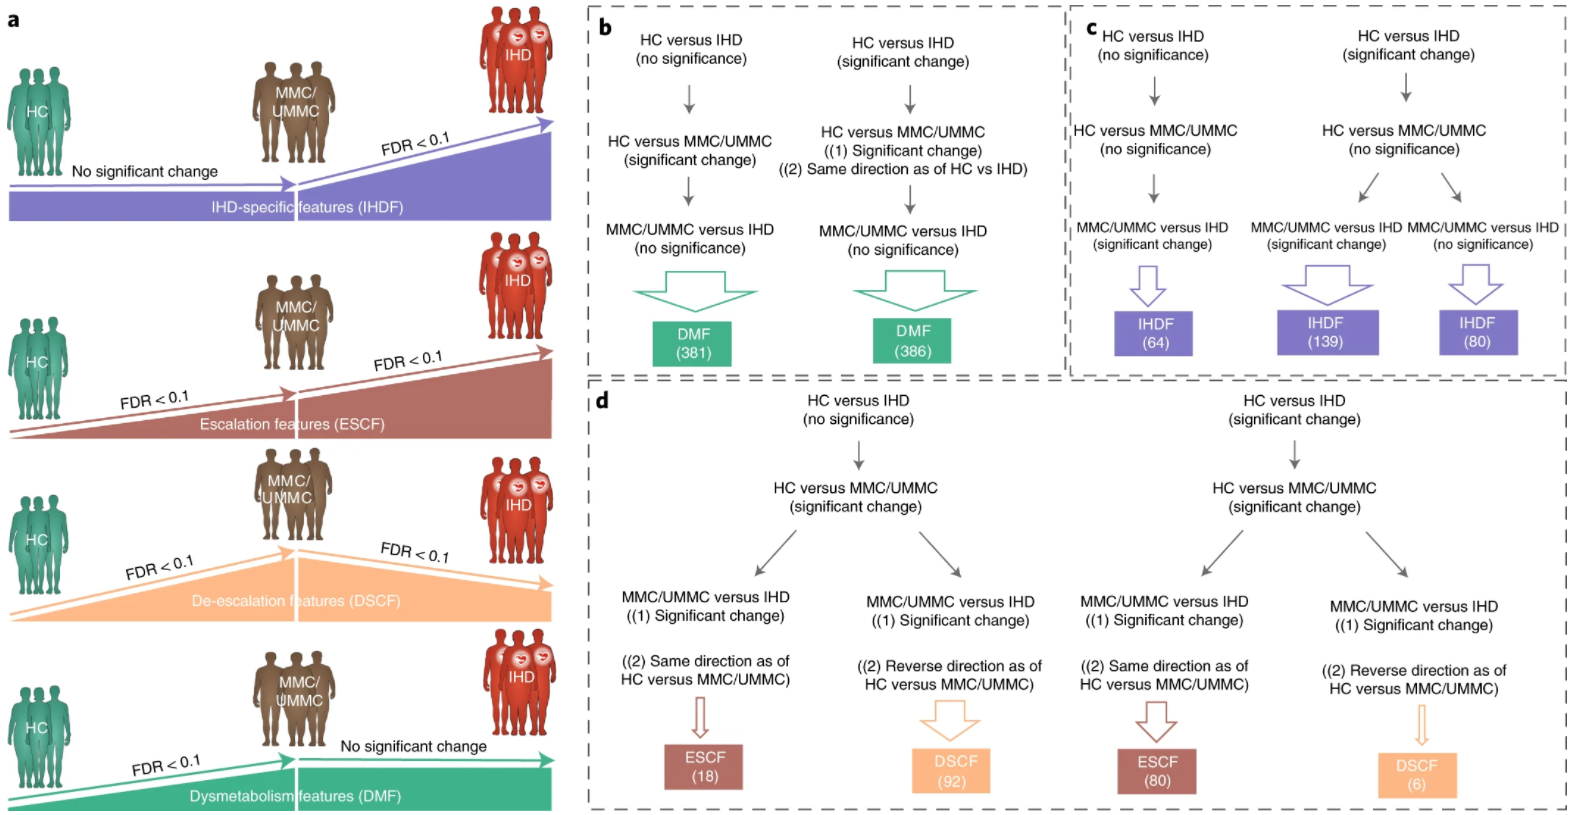 a
HC
MMC/
UMMC
IHD
No significant change
FDR < 0.1
IHD-specific features (IHDF)
HC
MMC/
UMMC
IHD
FDR < 0.1
FDR < 0.1
Escalation features (ESCF)
HC
MMC/
UMMC
IHD
FDR < 0.1
FDR < 0.1
De-escalation features (DSCF)
HC
MMC/
UMMC
IHD
FDR < 0.1
No significant change
Dysmetabolism features (DMF)
b
HC versus IHD
(no significance)
HC versus MMC/UMMC
(significant change)
MMC/UMMC versus IHD
(no significance)
DMF
(381)
HC versus IHD
(significant change)
HC versus MMC/UMMC
((1) Significant change)
((2) Same direction as of HC vs IHD)
MMC/UMMC versus IHD
(no significance)
DMF
(386)
c
HC versus IHD
(no significance)
HC versus MMC/UMMC
(no significance)
MMC/UMMC versus IHD
(significant change)
IHDF
(64)
HC versus IHD
(significant change)
HC versus MMC/UMMC
(no significance)
MMC/UMMC versus IHD
(significant change)
IHDF
(139)
MMC/UMMC versus IHD
(no significance)
IHDF
(80)
d
HC versus IHD
(no significance)
HC versus MMC/UMMC
(significant change)
MMC/UMMC versus IHD
((1) Significant change)
((2) Same direction as of
HC versus MMC/UMMC)
ESCF
(18)
MMC/UMMC versus IHD
((1) Significant change)
((2) Reverse direction as of
HC versus MMC/UMMC)
DSCF
(92)
HC versus IHD
(significant change)
HC versus MMC/UMMC
(significant change)
MMC/UMMC versus IHD
((1) Significant change)
((2) Same direction as of
HC versus MMC/UMMC)
ESCF
(80)
MMC/UMMC versus IHD
((1) Significant change)
((2) Reverse direction as of
HC versus MMC/UMMC)
DSCF
(6)